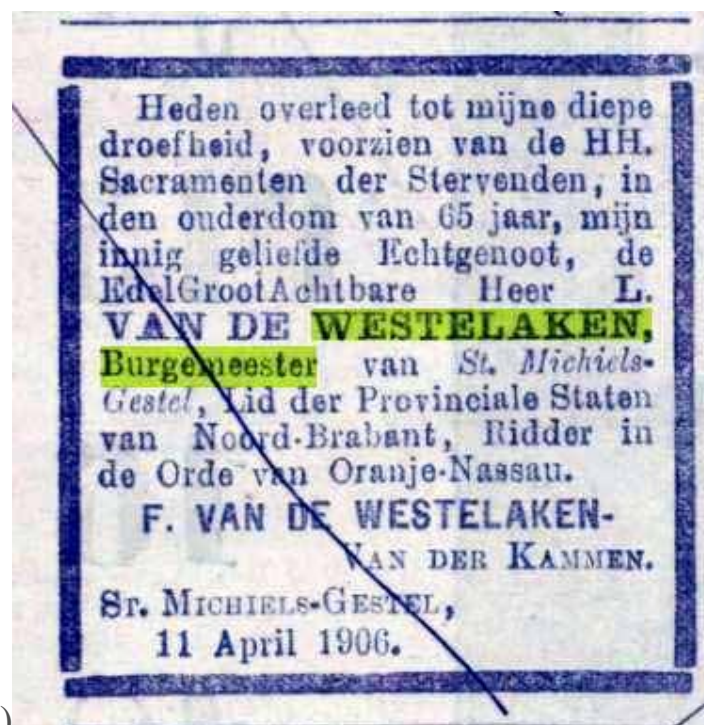 Heden overleed tot mijne diepe
droefheid, voorzien van de HH.
Sacramenten der Stervenden, in
den ouderdom van 65 jaar, mijn
innig geliefde Echtgenoot, de
EdelGrootAchtbare Heer L.
VAN DE WESTELAKEN,
Burgemeester van St. Michiels-
Gestel, Lid der Provinciale Staten
van Noord-Brabant, Ridder in
de Orde van Oranje-Nassau.
F. VAN DE WESTELAKEN-
VAN DER KAMMEN.
ST. MICHIELS-GESTEL,
11 April 1906.
)